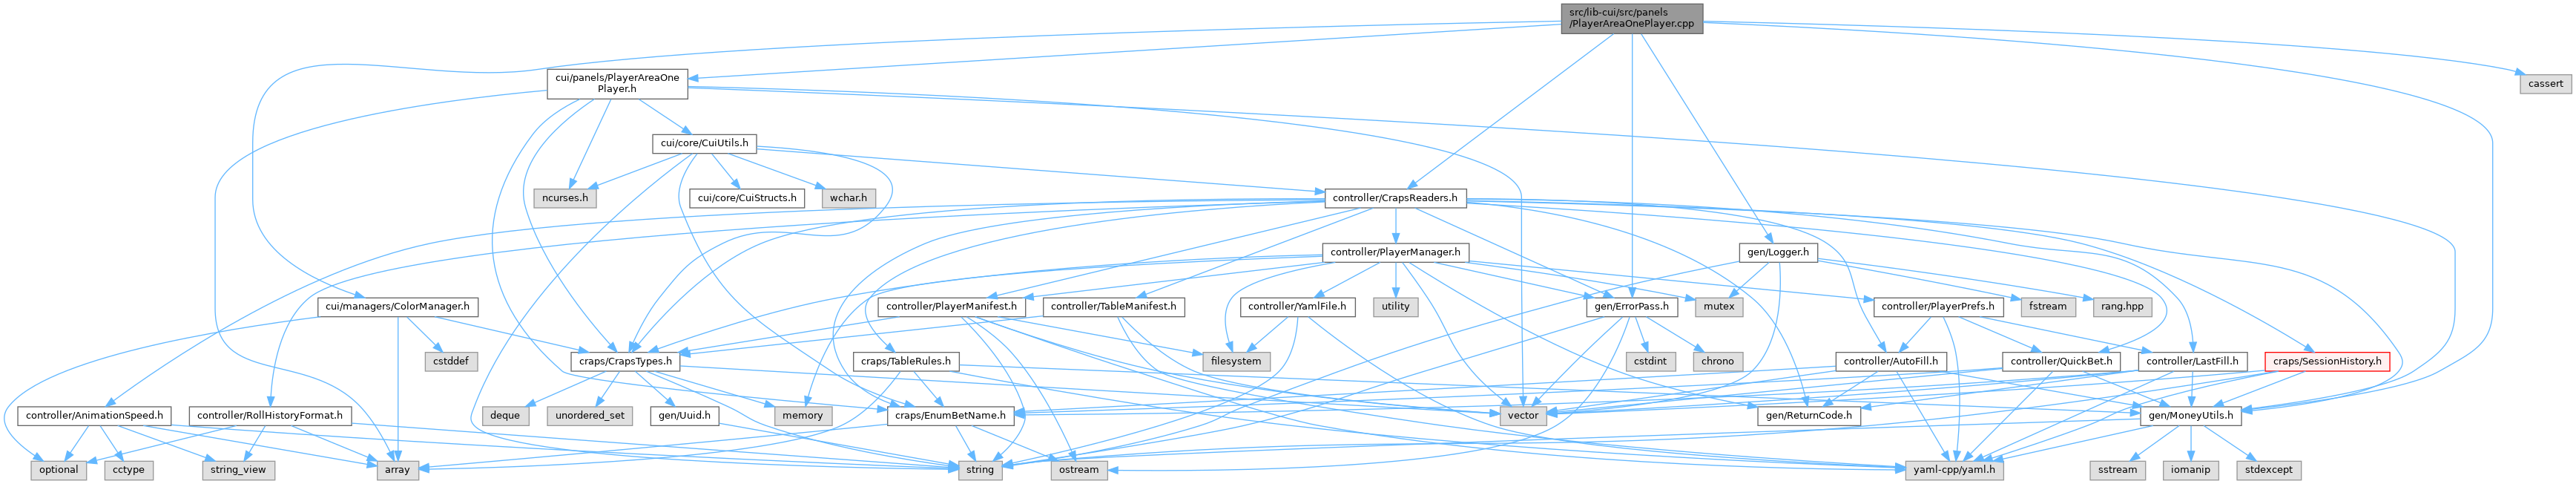 src/lib-cui/src/panels
/PlayerAreaOnePlayer.cpp
cui/panels/PlayerAreaOne
Player.h
cassert
cui/core/CuiUtils.h
ncurses.h
cui/core/CuiStructs.h
wchar.h
controller/CrapsReaders.h
controller/PlayerManager.h
gen/Logger.h
cui/managers/ColorManager.h
controller/PlayerManifest.h
controller/TableManifest.h
controller/YamlFile.h
utility
gen/ErrorPass.h
mutex
controller/PlayerPrefs.h
fstream
rang.hpp
cstddef
craps/CrapsTypes.h
craps/TableRules.h
filesystem
cstdint
chrono
controller/AutoFill.h
controller/QuickBet.h
controller/LastFill.h
craps/SessionHistory.h
controller/AnimationSpeed.h
controller/RollHistoryFormat.h
deque
unordered_set
gen/Uuid.h
memory
craps/EnumBetName.h
vector
gen/ReturnCode.h
gen/MoneyUtils.h
optional
cctype
string_view
array
string
ostream
yaml-cpp/yaml.h
sstream
iomanip
stdexcept